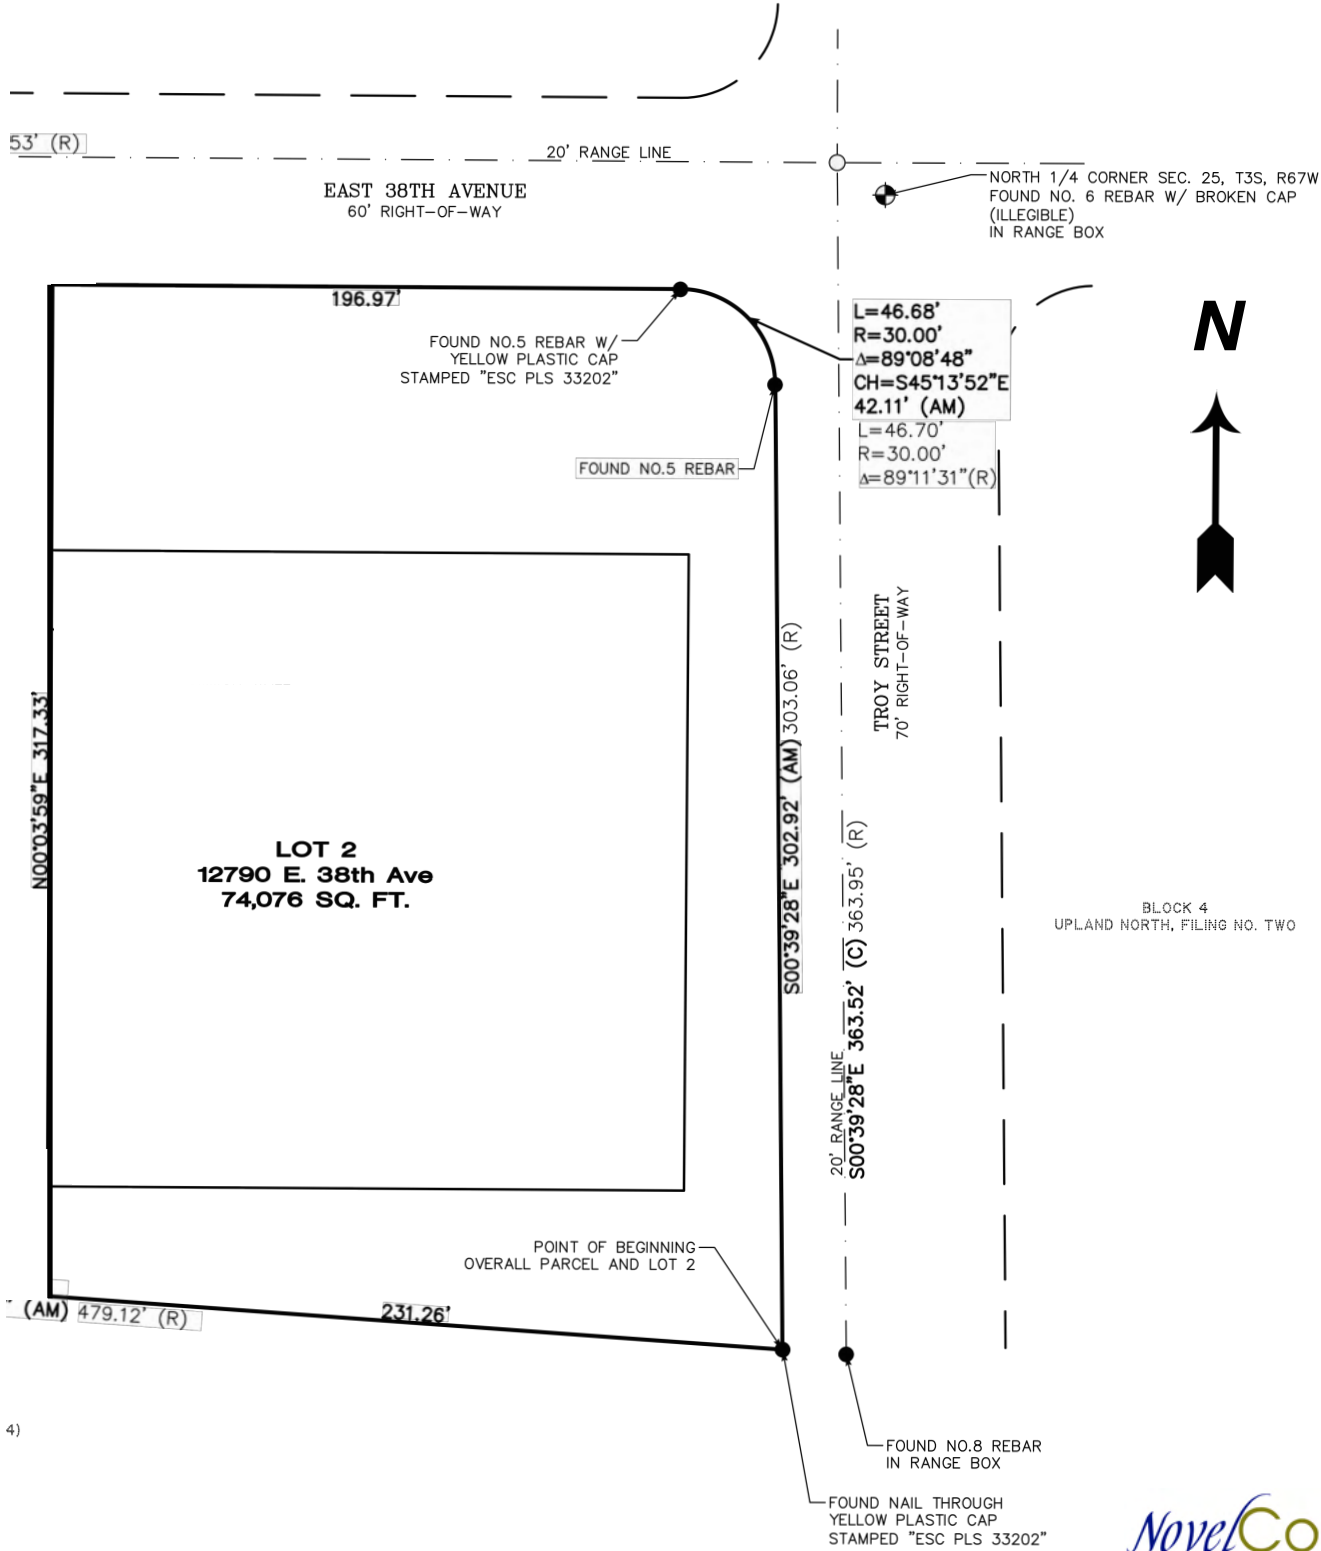 53' (R)
20' RANGE LINE
EAST 38TH AVENUE
60' RIGHT-OF-WAY
NORTH 1/4 CORNER SEC. 25, T3S, R67W
FOUND NO. 6 REBAR W/ BROKEN CAP
(ILLEGIBLE)
IN RANGE BOX
196.97'
FOUND NO.5 REBAR W/
YELLOW PLASTIC CAP
STAMPED "ESC PLS 33202"
L=46.68'
R=30.00'
Δ=89°08'48"
CH=S45°13'52"E
42.11' (AM)
L=46.70'
R=30.00'
Δ=89°11'31"(R)
N
FOUND NO.5 REBAR
TROY STREET
70' RIGHT-OF-WAY
N00°03'59"E 317.33'
S00°39'28"E 302.92' (AM) 303.06' (R)
LOT 2
12790 E. 38th Ave
74,076 SQ. FT.
20' RANGE LINE
S00°39'28"E 363.52' (C) 363.95' (R)
BLOCK 4
UPLAND NORTH, FILING NO. TWO
POINT OF BEGINNING
OVERALL PARCEL AND LOT 2
' (AM) 479.12' (R)
231.26'
4)
FOUND NO.8 REBAR
IN RANGE BOX
FOUND NAIL THROUGH
YELLOW PLASTIC CAP
STAMPED "ESC PLS 33202"
NovelCo